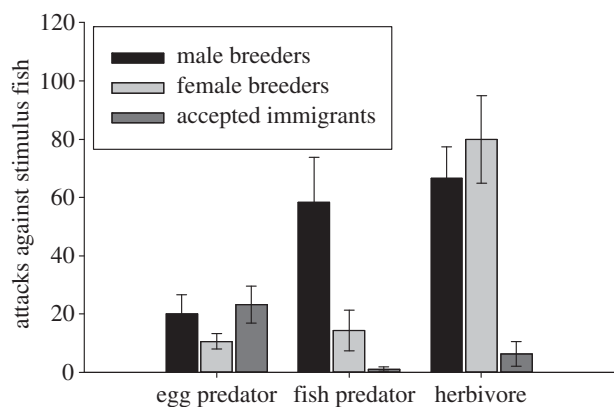 120
100
80
60
40
20
0
attacks against stimulus fish
male breeders
female breeders
accepted immigrants
egg predator fish predator herbivore